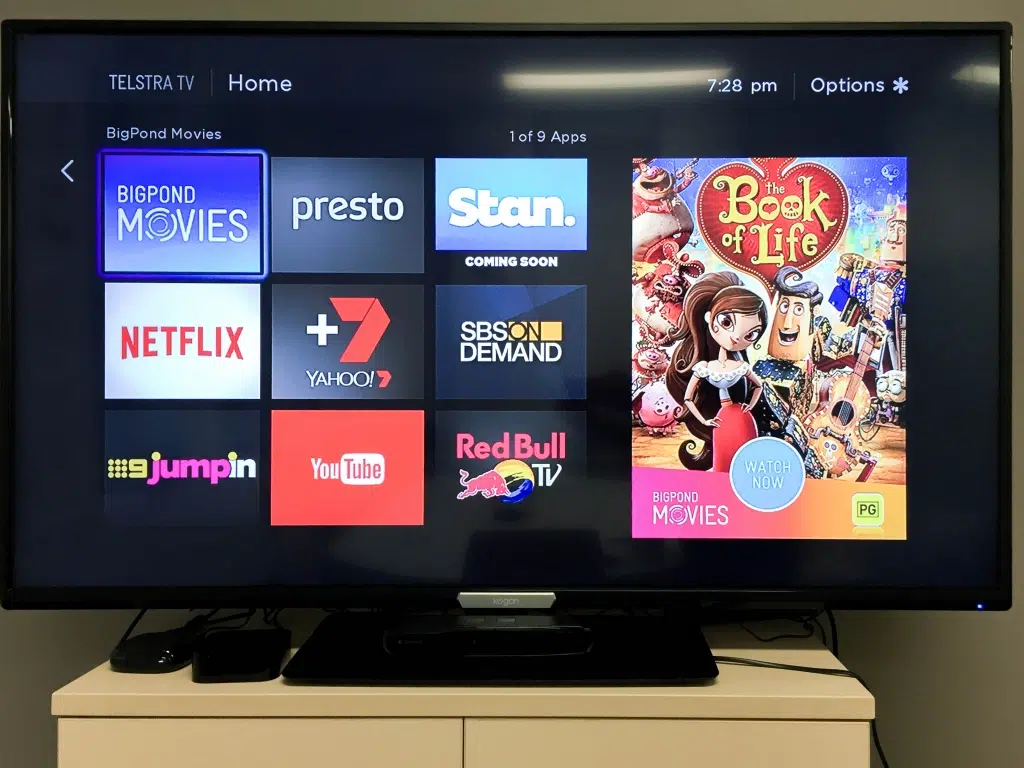 TELSTRA TV Home 7:28 pm Options *
BigPond Movies 1 of 9 Apps
BIGPOND
MOVIES
presto
Stan.
COMING SOON
NETFLIX
+7
YAHOO!7
SBS ON
DEMAND
9jumpin
YouTube
Red Bull
TV
the
Book
of Life
WATCH
NOW
BIGPOND
MOVIES
PG
kogan